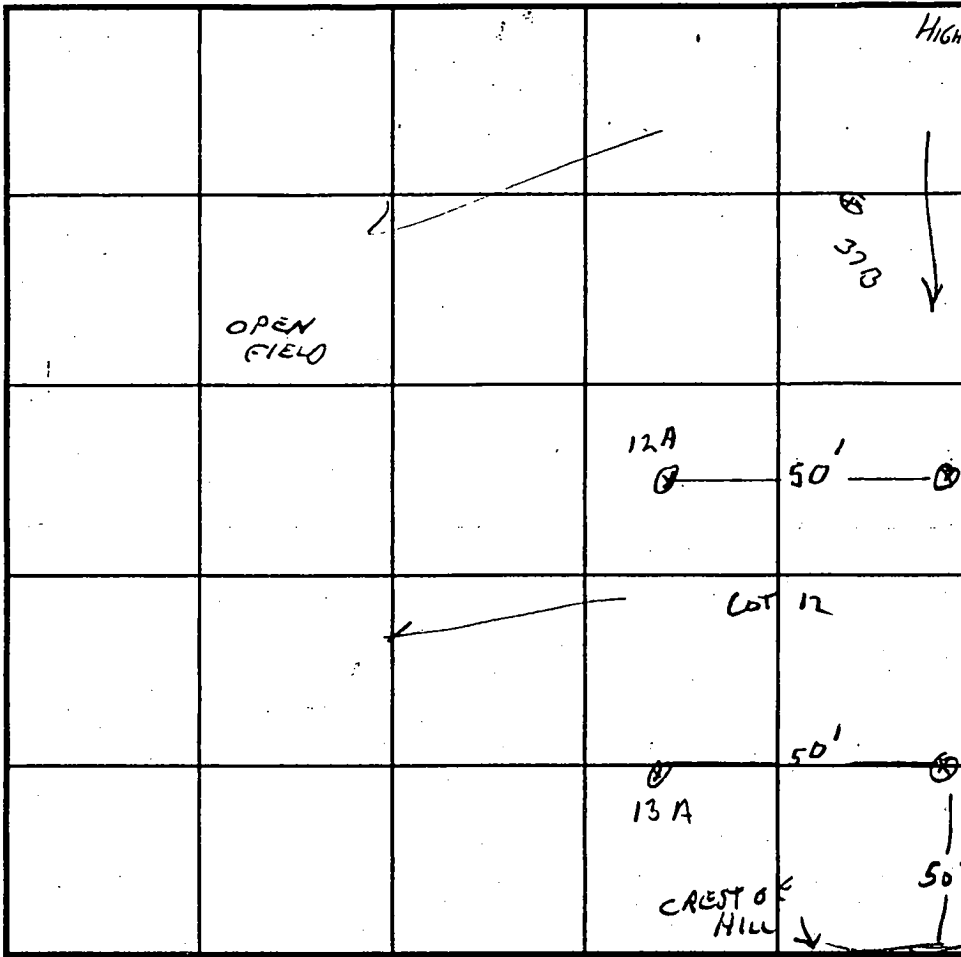 HIGH
37B
OPEN
FIELD
12A
50'
LOT 12
50'
13A
50'
CREST OF
HILL